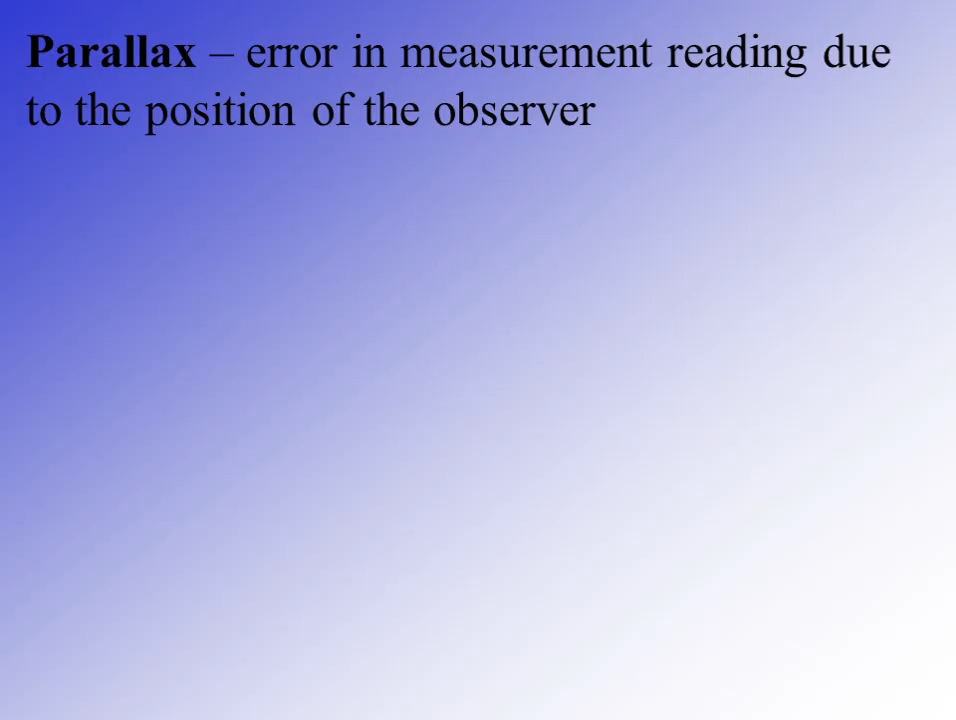 Parallax – error in measurement reading due
to the position of the observer